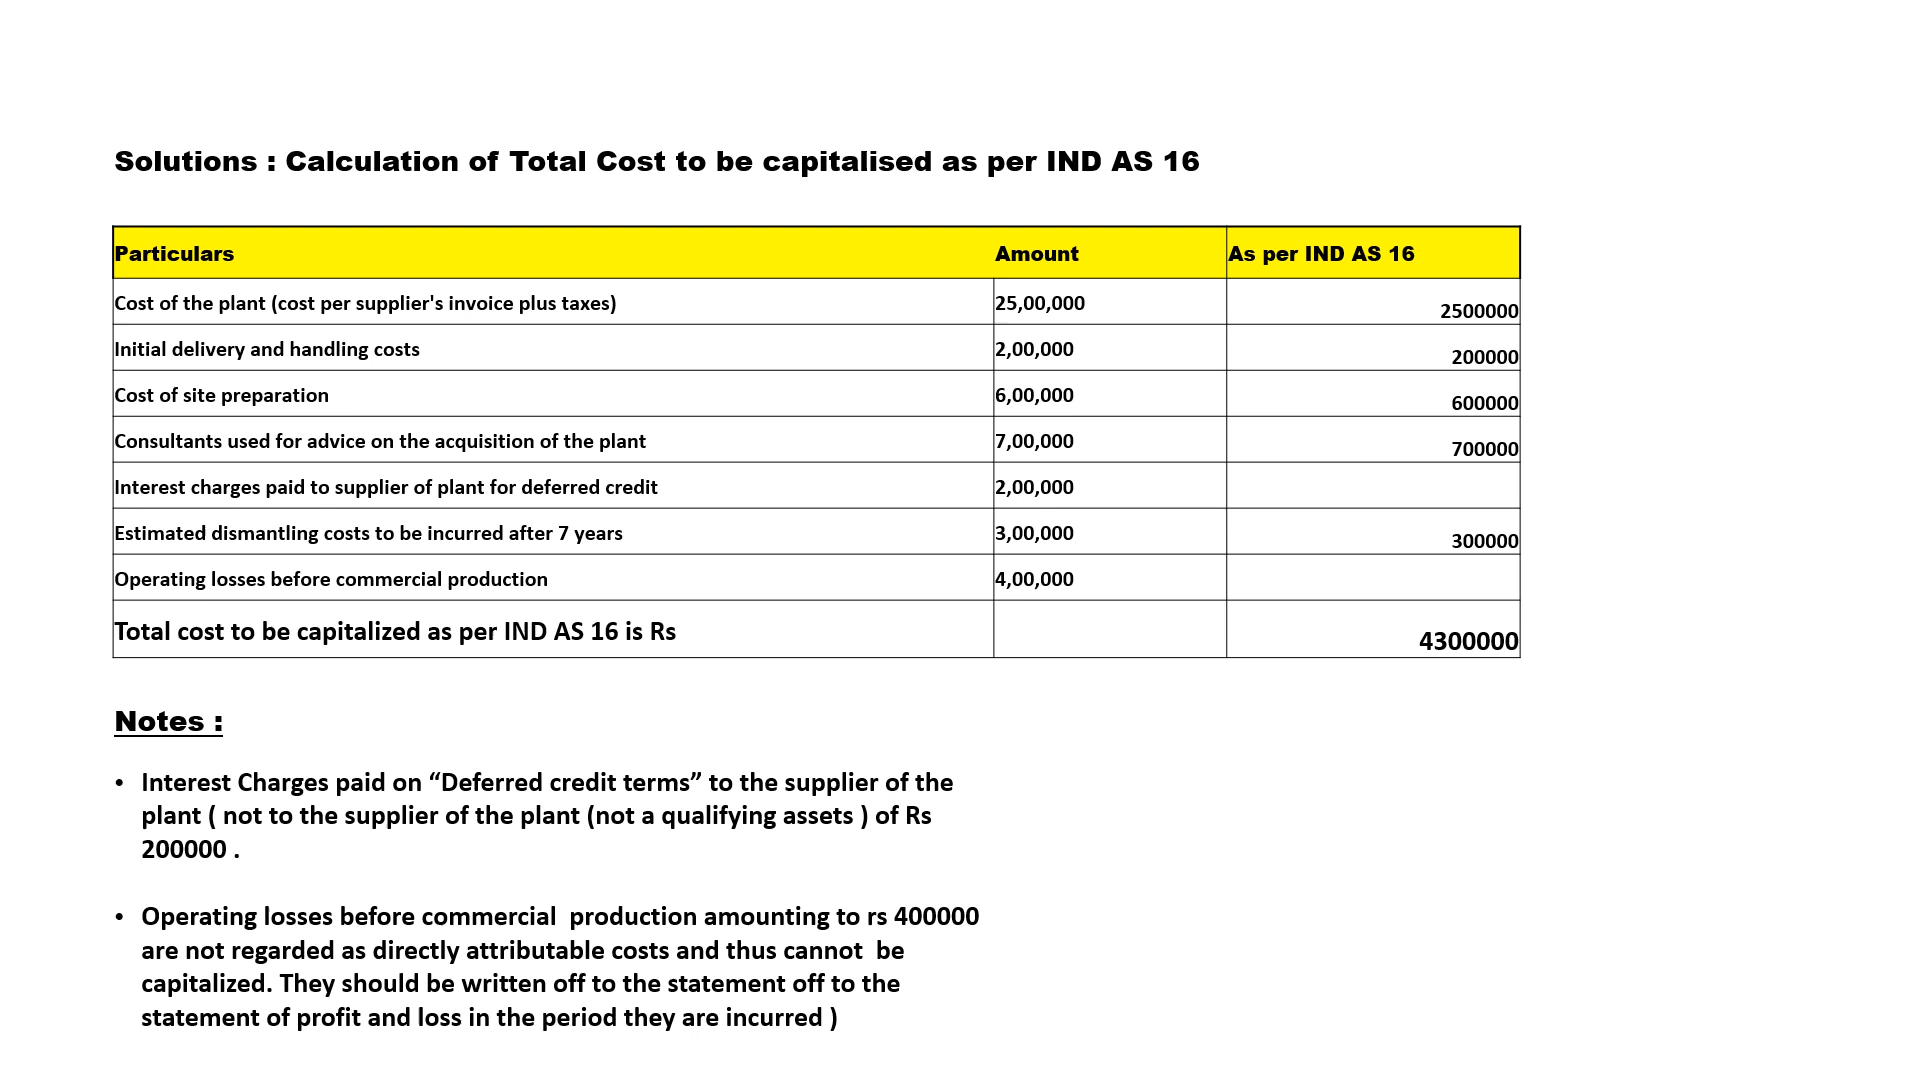 Solutions : Calculation of Total Cost to be capitalised as per IND AS 16
Particulars Amount As per IND AS 16
Cost of the plant (cost per supplier's invoice plus taxes) 25,00,000 2500000
Initial delivery and handling costs 2,00,000 200000
Cost of site preparation 6,00,000 600000
Consultants used for advice on the acquisition of the plant 7,00,000 700000
Interest charges paid to supplier of plant for deferred credit 2,00,000
Estimated dismantling costs to be incurred after 7 years 3,00,000 300000
Operating losses before commercial production 4,00,000
Total cost to be capitalized as per IND AS 16 is Rs 4300000
Notes :
• Interest Charges paid on “Deferred credit terms” to the supplier of the
plant ( not to the supplier of the plant (not a qualifying assets ) of Rs
200000 .
• Operating losses before commercial  production amounting to rs 400000
are not regarded as directly attributable costs and thus cannot  be
capitalized. They should be written off to the statement off to the
statement of profit and loss in the period they are incurred )